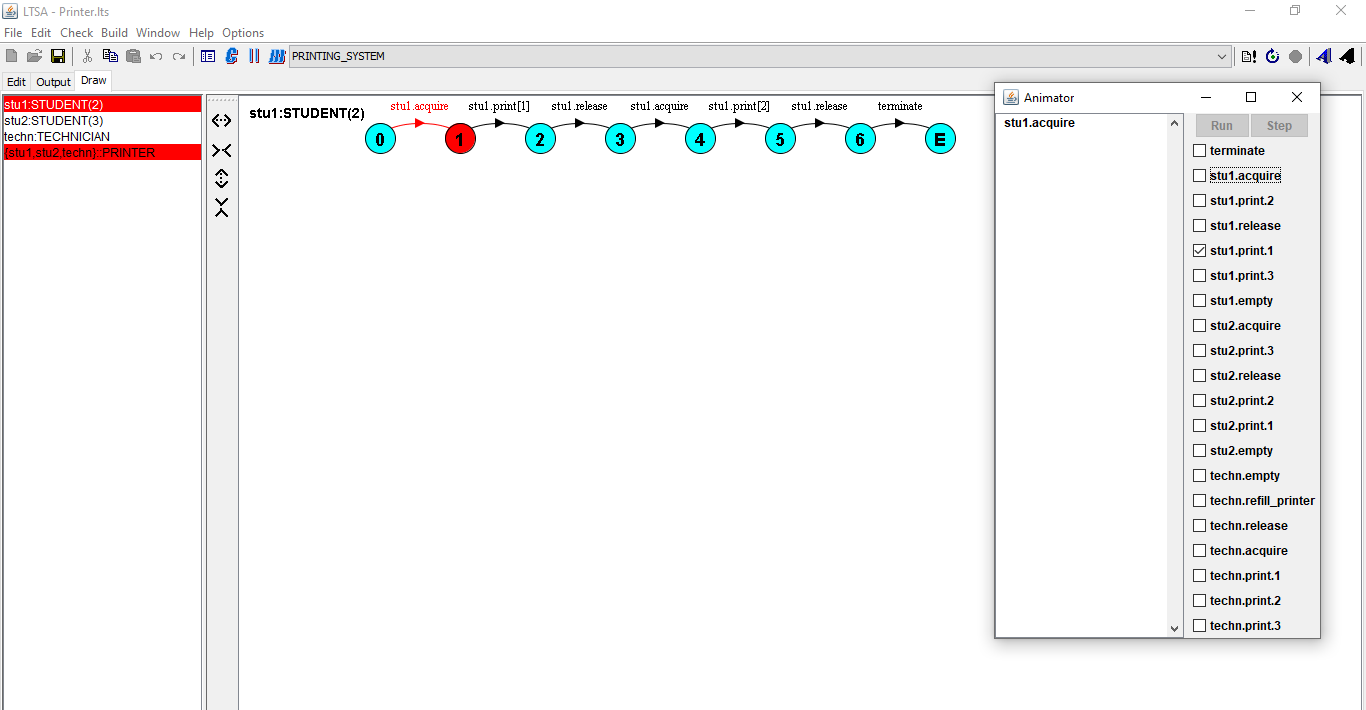 LTSA - Printer.lts
File Edit Check Build Window Help Options
PRINTING_SYSTEM
Edit Output Draw
stu1:STUDENT(2)
stu2:STUDENT(3)
techn:TECHNICIAN
{stu1,stu2,techn}::PRINTER
stu1:STUDENT(2)
stu1.acquire stu1.print[1] stu1.release stu1.acquire stu1.print[2] stu1.release terminate
0 1 2 3 4 5 6 E
Animator
stu1.acquire
Run Step
terminate
stu1.acquire
stu1.print.2
stu1.release
stu1.print.1
stu1.print.3
stu1.empty
stu2.acquire
stu2.print.3
stu2.release
stu2.print.2
stu2.print.1
stu2.empty
techn.empty
techn.refill_printer
techn.release
techn.acquire
techn.print.1
techn.print.2
techn.print.3